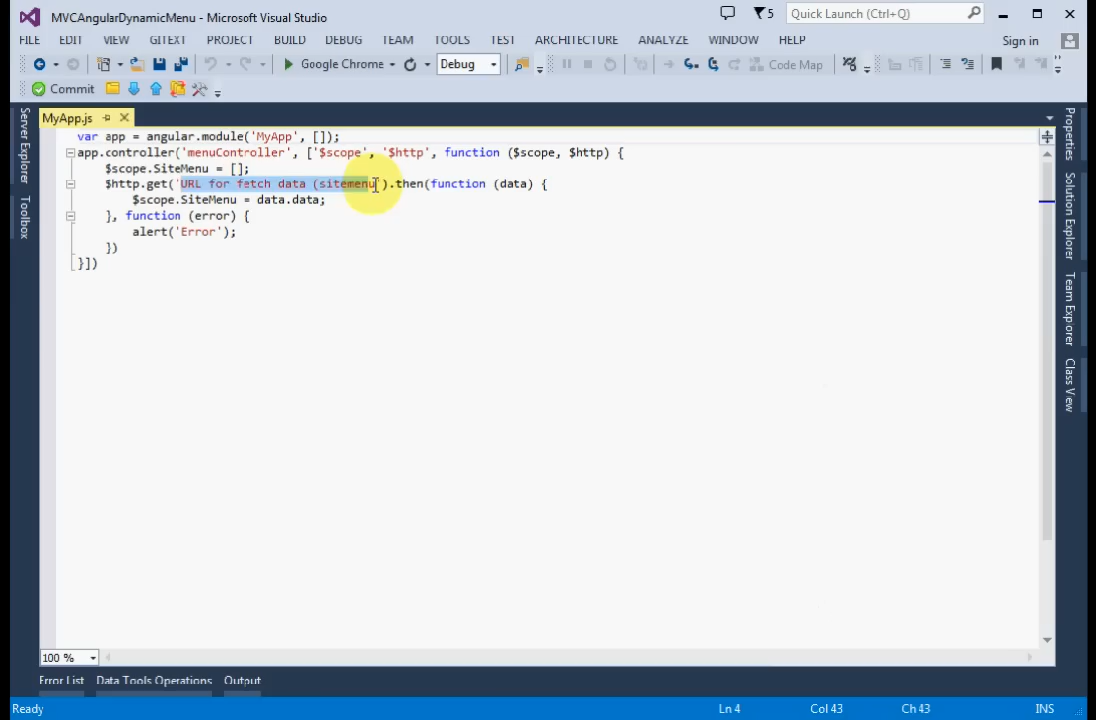 MVCAngularDynamicMenu - Microsoft Visual Studio
5
Quick Launch (Ctrl+Q)
FILE EDIT VIEW GITEXT PROJECT BUILD DEBUG TEAM TOOLS TEST ARCHITECTURE ANALYZE WINDOW HELP Sign in
Google Chrome Debug Code Map
Commit
Server Explorer
Toolbox
MyApp.js
var app = angular.module('MyApp', []);
app.controller('menuController', ['$scope', '$http', function ($scope, $http) {
$scope.SiteMenu = [];
$http.get('URL for fetch data (sitemenu').then(function (data) {
$scope.SiteMenu = data.data;
}, function (error) {
alert('Error');
})
}])
Properties
Solution Explorer
Team Explorer
Class View
100 %
Error List Data Tools Operations Output
Ready Ln 4 Col 43 Ch 43 INS